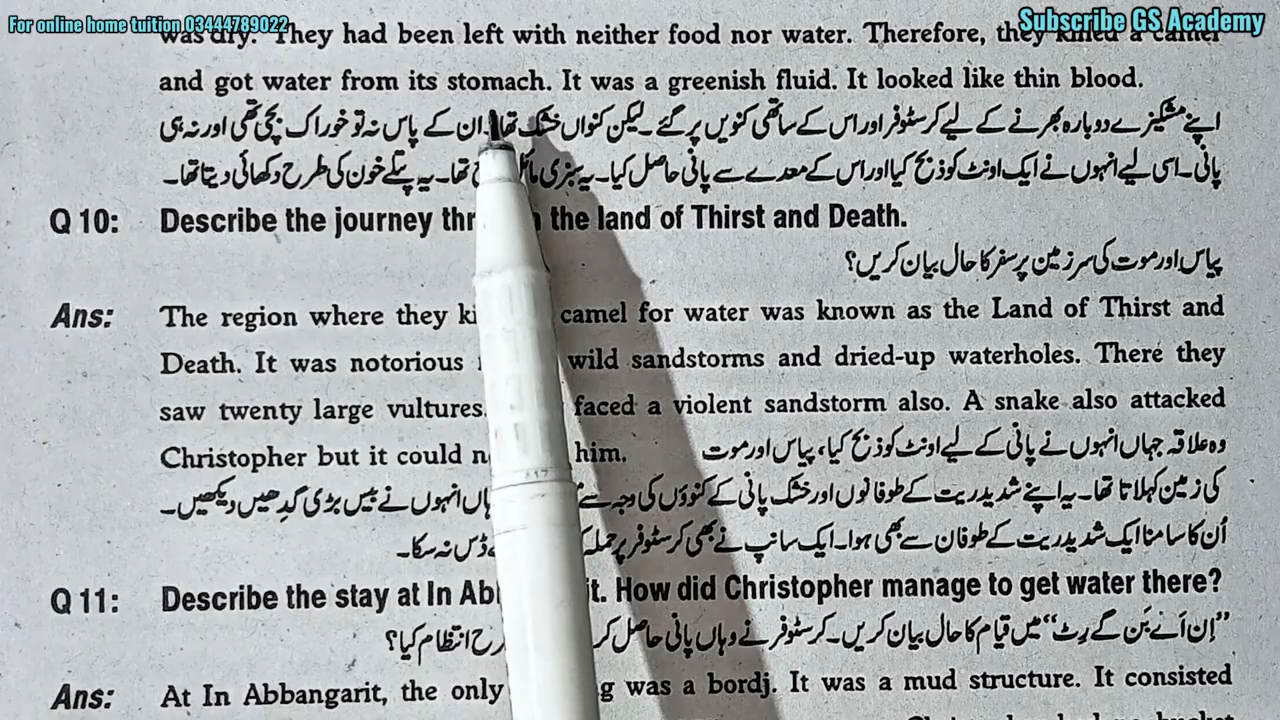 For online home tuition 03444789022
Subscribe GS Academy
was dry. They had been left with neither food nor water. Therefore, they killed a camel
and got water from its stomach. It was a greenish fluid. It looked like thin blood.
اپنے مشکیزے دوبارہ بھرنے کے لیے کرسٹوفر اور اس کے ساتھی کنویں پر گئے۔ لیکن کنواں خشک تھا۔ ان کے پاس نہ تو خوراک بچی تھی اور نہ ہی
پانی۔ اسی لیے انہوں نے ایک اونٹ کو ذبح کیا اور اس کے معدے سے پانی حاصل کیا۔ یہ سبزی تھا۔ یہ پتلے خون کی طرح دکھائی دیتا تھا۔
Q 10: Describe the journey the land of Thirst and Death.
پیاس اور موت کی سرزمین پر سفر کا حال بیان کریں؟
Ans: The region where they camel for water was known as the Land of Thirst and
Death. It was notorious wild sandstorms and dried-up waterholes. There they
saw twenty large vultures. faced a violent sandstorm also. A snake also attacked
Christopher but it could him. وہ علاقہ جہاں انہوں نے پانی کے لیے اونٹ کو ذبح کیا، پیاس اور موت
کی زمین کہلاتا تھا۔ یہ اپنے شدید ریت کے طوفانوں اور خشک پانی کے کنوؤں کی وجہ سے انہوں نے بیس بڑی گدھیں دیکھیں۔
اُن کا سامنا ایک شدید ریت کے طوفان سے بھی ہوا۔ ایک سانپ نے بھی کرسٹوفر پر حملہ ڈس نہ سکا۔
Q 11: Describe the stay at In How did Christopher manage to get water there?
”اِن اَبے بَن گے رِٹ“ میں قیام کا حال بیان کریں۔ کرسٹوفر نے وہاں پانی حاصل انتظام کیا؟
Ans: At In Abbangarit, the only was a bordj. It was a mud structure. It consisted